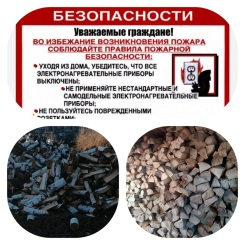 БЕЗОПАСНОСТИ
Уважаемые граждане!
ВО ИЗБЕЖАНИЕ ВОЗНИКНОВЕНИЯ ПОЖАРА
СОБЛЮДАЙТЕ ПРАВИЛА ПОЖАРНОЙ
БЕЗОПАСНОСТИ:
• УХОДЯ ИЗ ДОМА, УБЕДИТЕСЬ, ЧТО ВСЕ
ЭЛЕКТРОНАГРЕВАТЕЛЬНЫЕ ПРИБОРЫ
ВЫКЛЮЧЕНЫ;
• НЕ ПРИМЕНЯЙТЕ НЕСТАНДАРТНЫЕ И
САМОДЕЛЬНЫЕ ЭЛЕКТРОНАГРЕВАТЕЛЬНЫЕ
ПРИБОРЫ;
• НЕ ПОЛЬЗУЙТЕСЬ ПОВРЕЖДЕННЫМИ
РОЗЕТКАМИ;